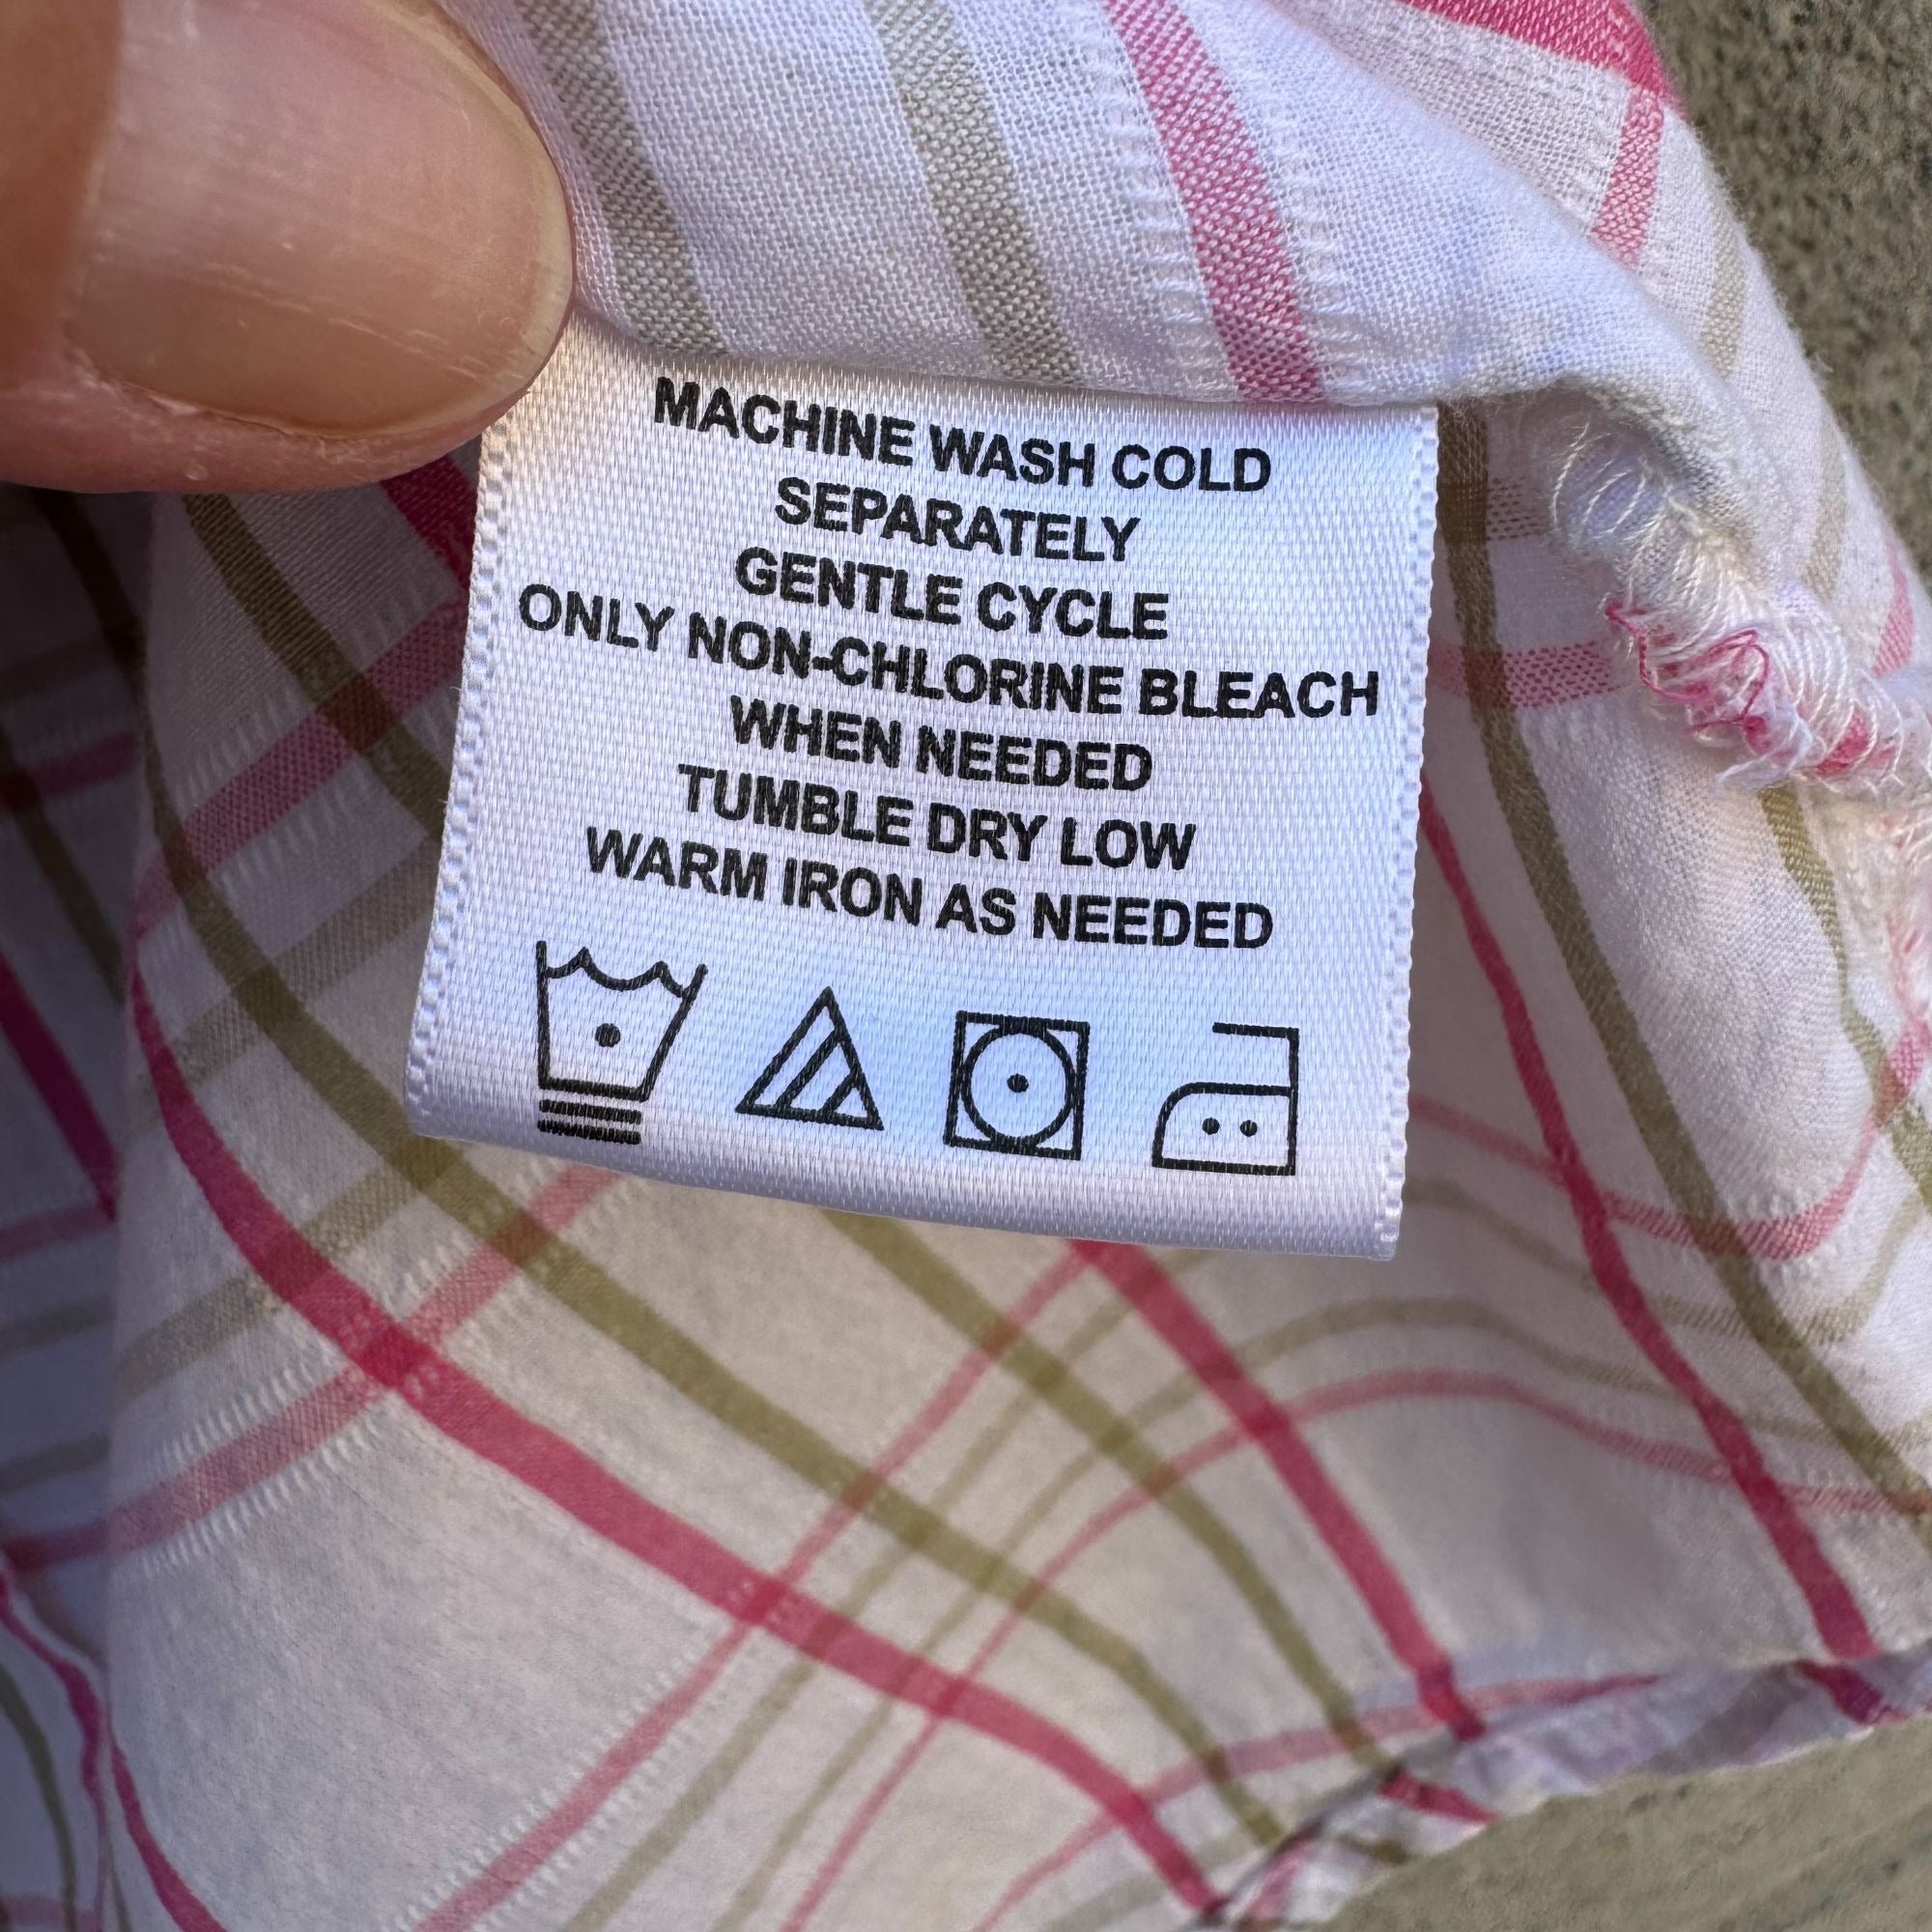 MACHINE WASH COLD
SEPARATELY
GENTLE CYCLE
ONLY NON-CHLORINE BLEACH
WHEN NEEDED
TUMBLE DRY LOW
WARM IRON AS NEEDED